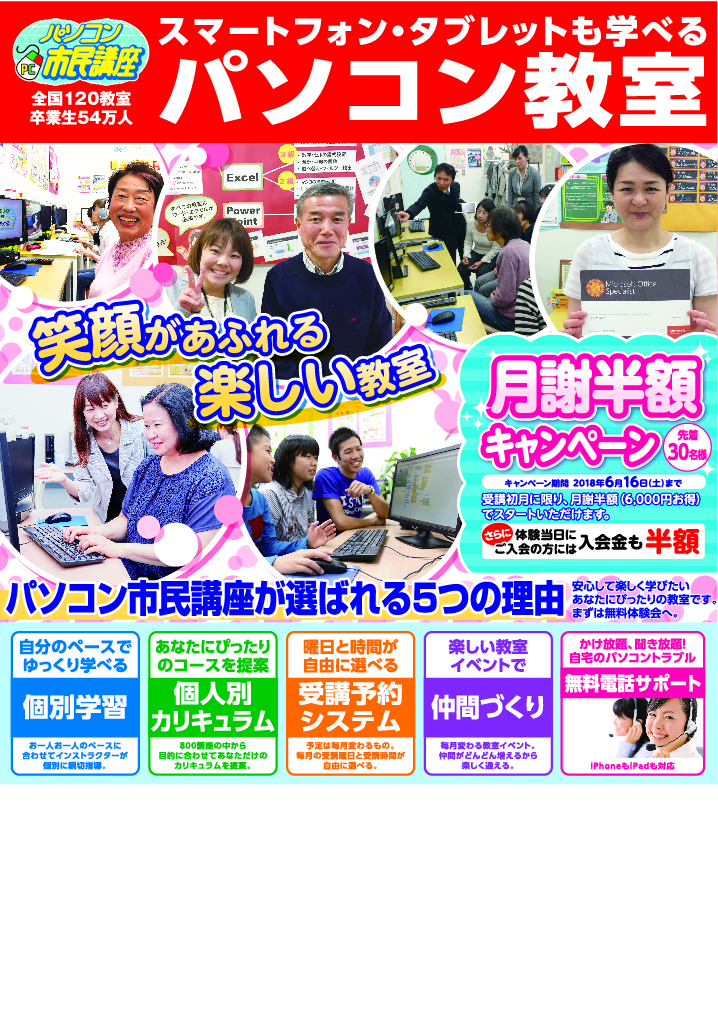 パソコン
市民講座
PC
全国120教室
卒業生54万人
スマートフォン・タブレットも学べる
パソコン教室
Excel
Power
Point
3級
2級
Microsoft Office
Specialist
笑顔があふれる
楽しい教室
月謝半額
キャンペーン
先着
30名様
キャンペーン期間 2018年6月16日(土)まで
受講初月に限り、月謝半額(6,000円お得)
でスタートいただけます。
さらに
体験当日に
ご入会の方には
入会金も半額
パソコン市民講座が選ばれる5つの理由
安心して楽しく学びたい
あなたにぴったりの教室です。
まずは無料体験会へ。
自分のペースで
ゆっくり学べる
個別学習
お一人お一人のペースに
合わせてインストラクターが
個別に親切指導。
あなたにぴったり
のコースを提案
個人別
カリキュラム
800講座の中から
目的に合わせてあなただけの
カリキュラムを提案。
曜日と時間が
自由に選べる
受講予約
システム
予定は毎月変わるもの。
毎月の受講曜日と受講時間が
自由に選べる。
楽しい教室
イベントで
仲間づくり
毎月変わる教室イベント。
仲間がどんどん増えるから
楽しく通える。
かけ放題、聞き放題!
自宅のパソコントラブル
無料電話サポート
iPhoneもiPadも対応